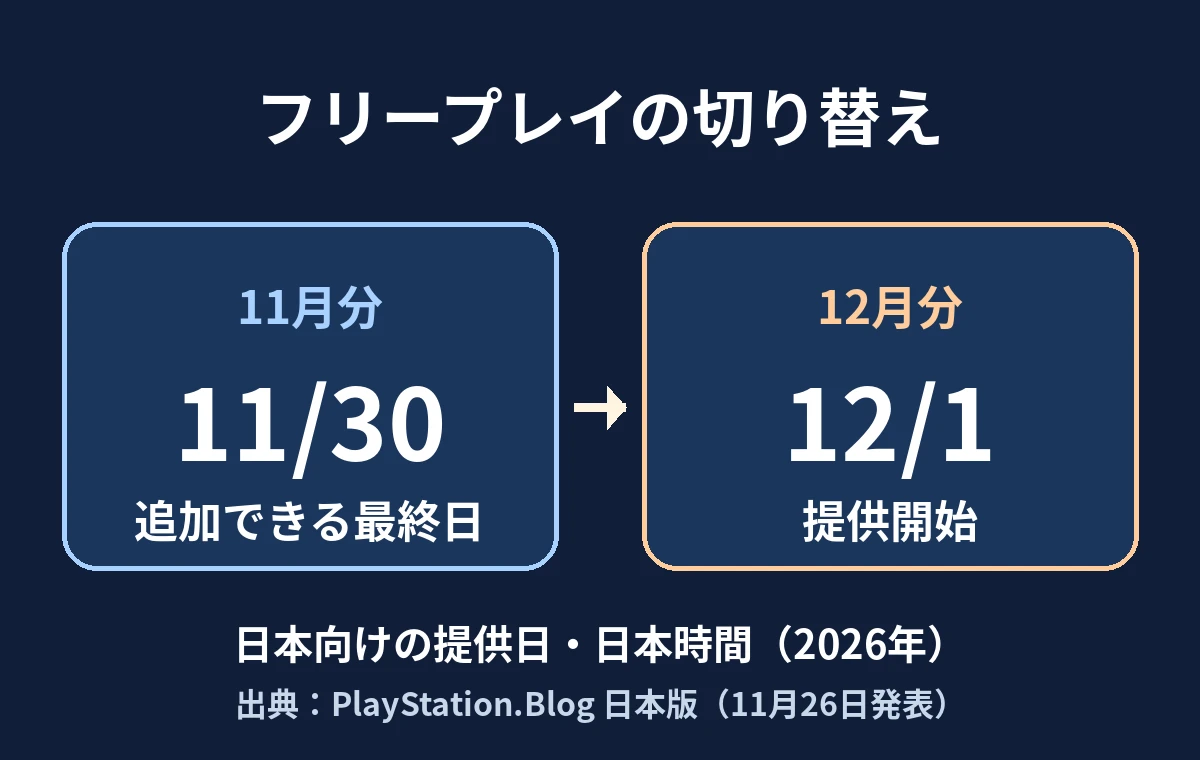 フリープレイの切り替え
11月分
11/30
追加できる最終日
12月分
12/1
提供開始
日本向けの提供日・日本時間（2026年）
出典：PlayStation.Blog 日本版（11月26日発表）